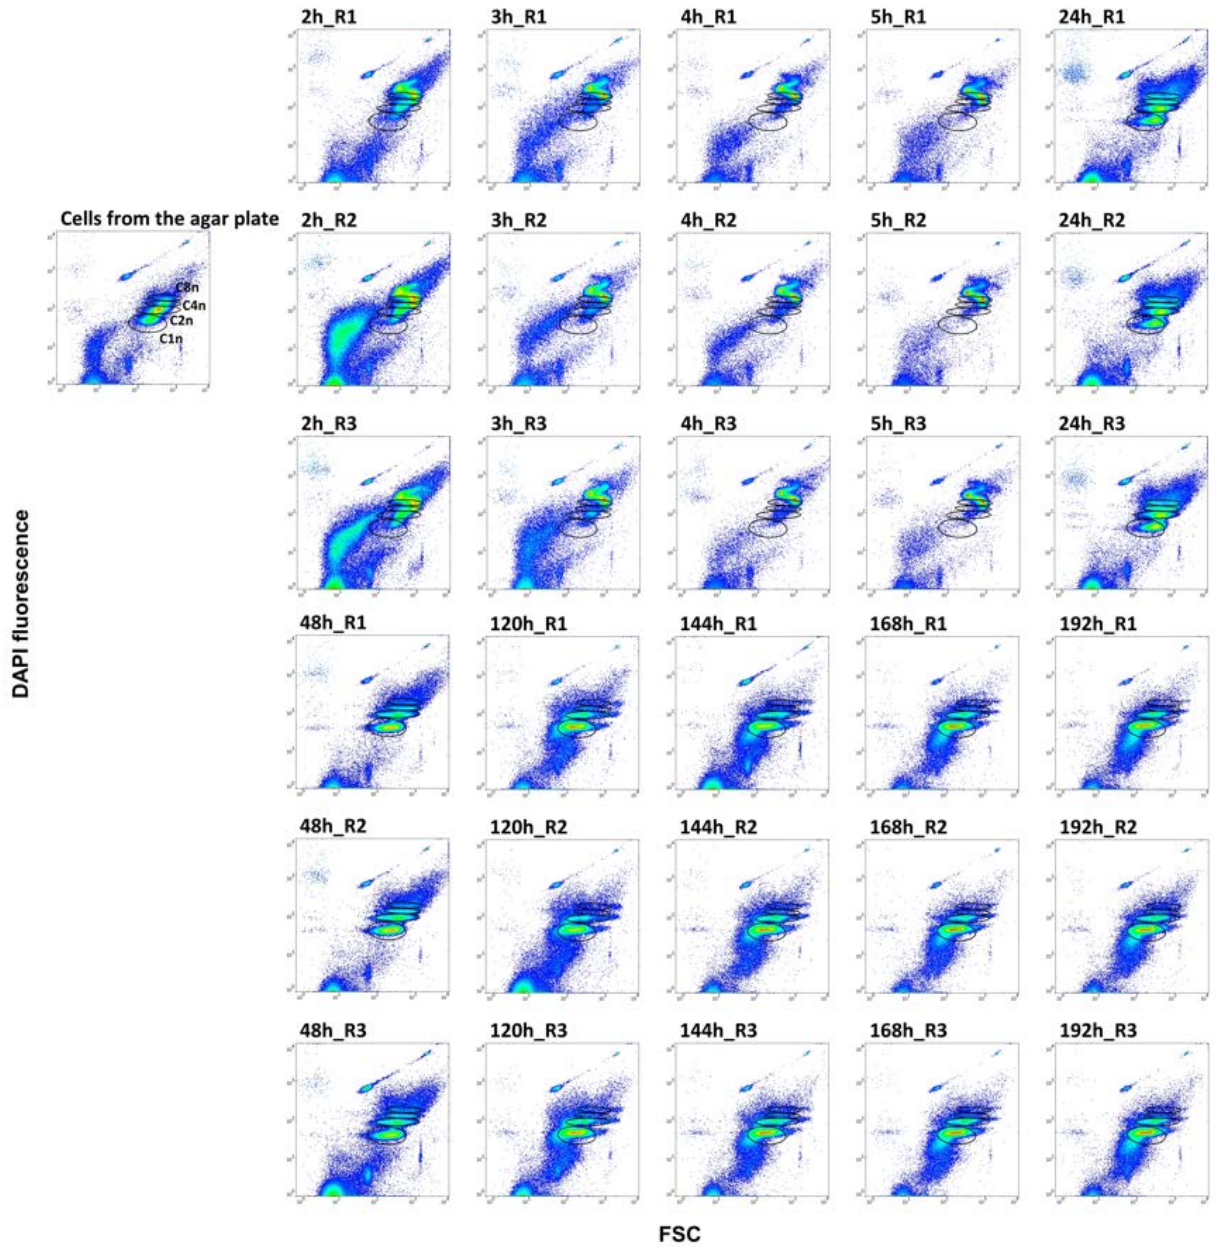 2h_R1 3h_R1 4h_R1 5h_R1 24h_R1
Cells from the agar plate 2h_R2 3h_R2 4h_R2 5h_R2 24h_R2
C8n
C4n
C2n
C1n
2h_R3 3h_R3 4h_R3 5h_R3 24h_R3
DAPI fluorescence
48h_R1 120h_R1 144h_R1 168h_R1 192h_R1
48h_R2 120h_R2 144h_R2 168h_R2 192h_R2
48h_R3 120h_R3 144h_R3 168h_R3 192h_R3
FSC